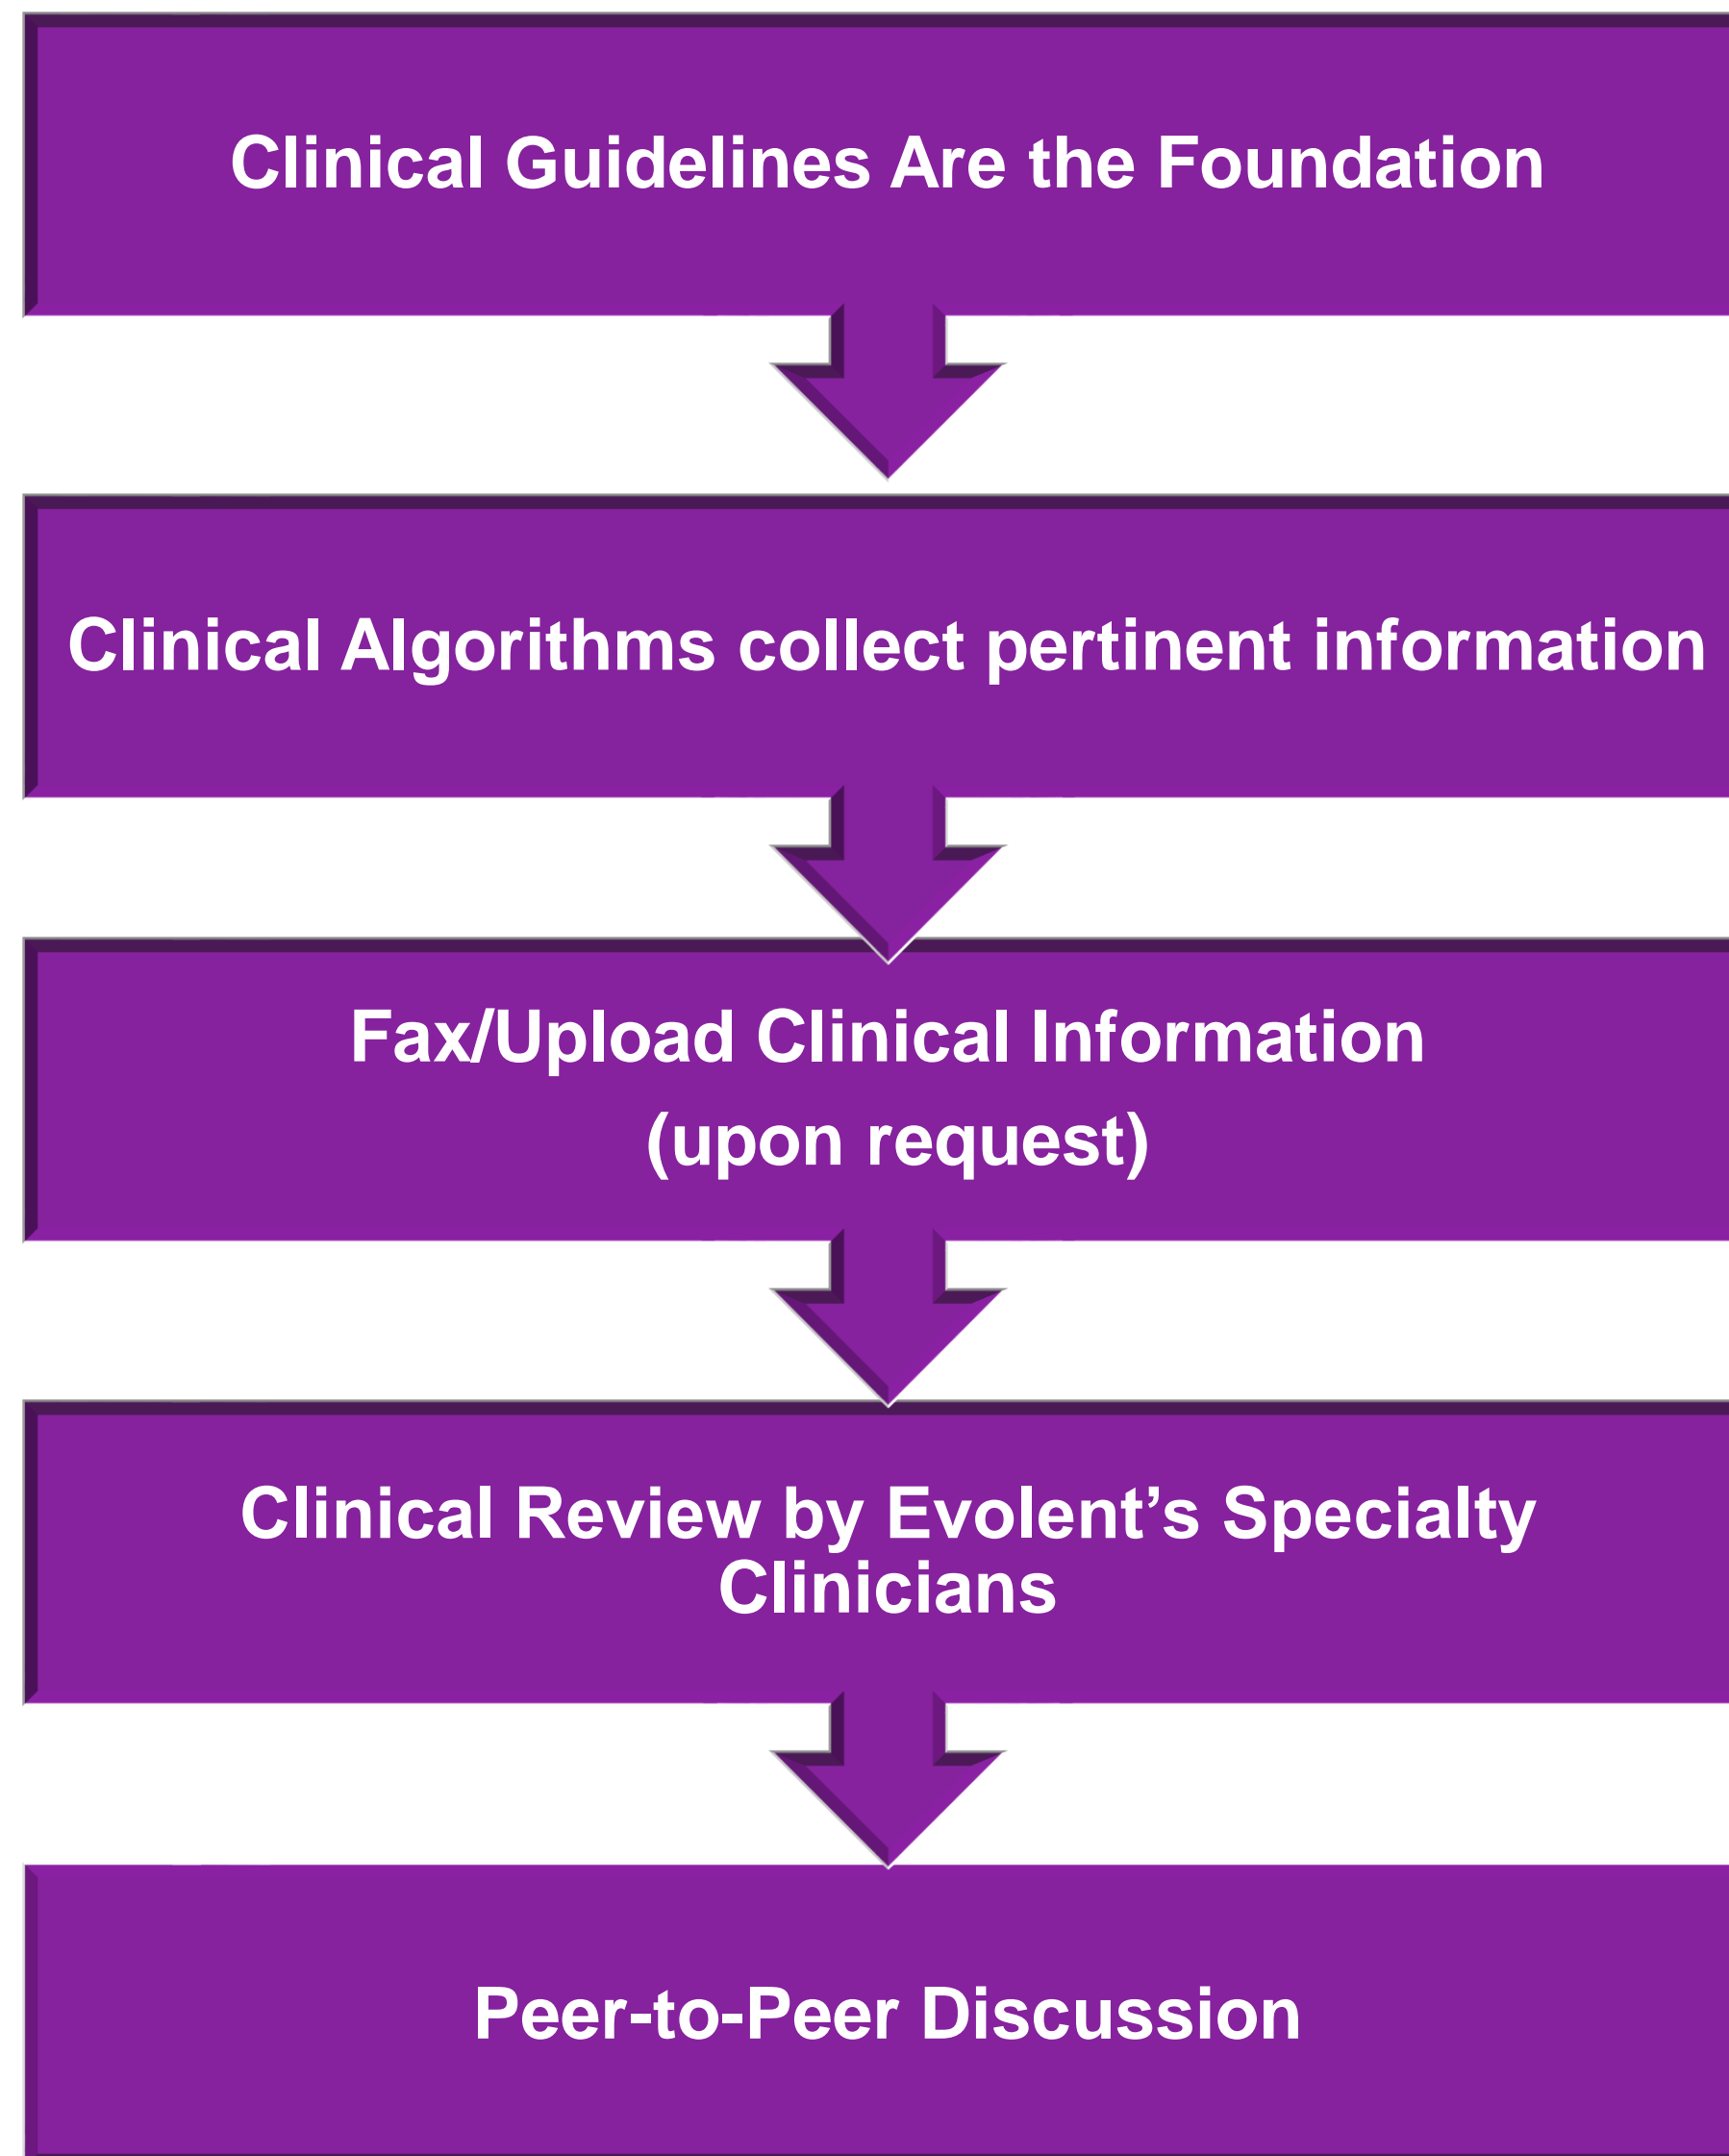 Clinical Guidelines Are the Foundation
Clinical Algorithms collect pertinent information
Fax/Upload Clinical Information
(upon request)
Clinical Review by Evolent’s Specialty
Clinicians
Peer-to-Peer Discussion